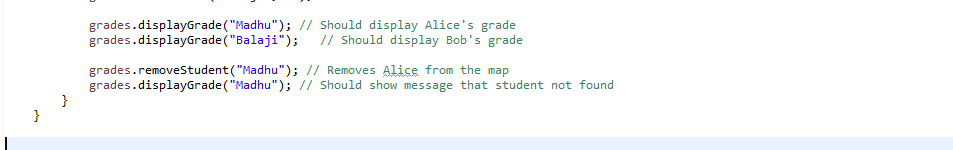 grades.displayGrade("Madhu"); // Should display Alice's grade
grades.displayGrade("Balaji");   // Should display Bob's grade
grades.removeStudent("Madhu"); // Removes Alice from the map
grades.displayGrade("Madhu"); // Should show message that student not found
}
}